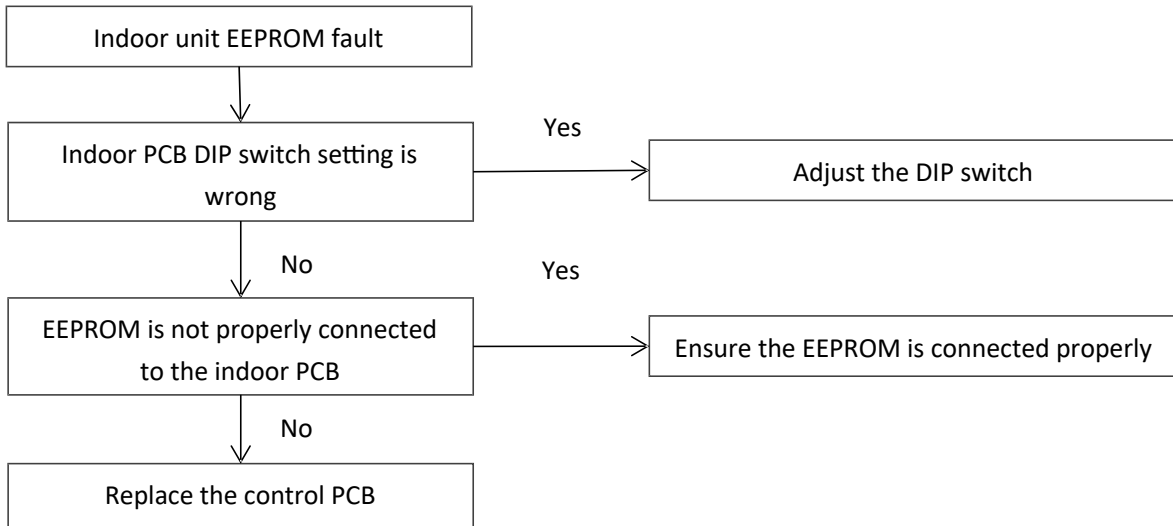 Indoor unit EEPROM fault
Yes
Indoor PCB DIP switch setting is
wrong
Adjust the DIP switch
No
Yes
EEPROM is not properly connected
to the indoor PCB
Ensure the EEPROM is connected properly
No
Replace the control PCB